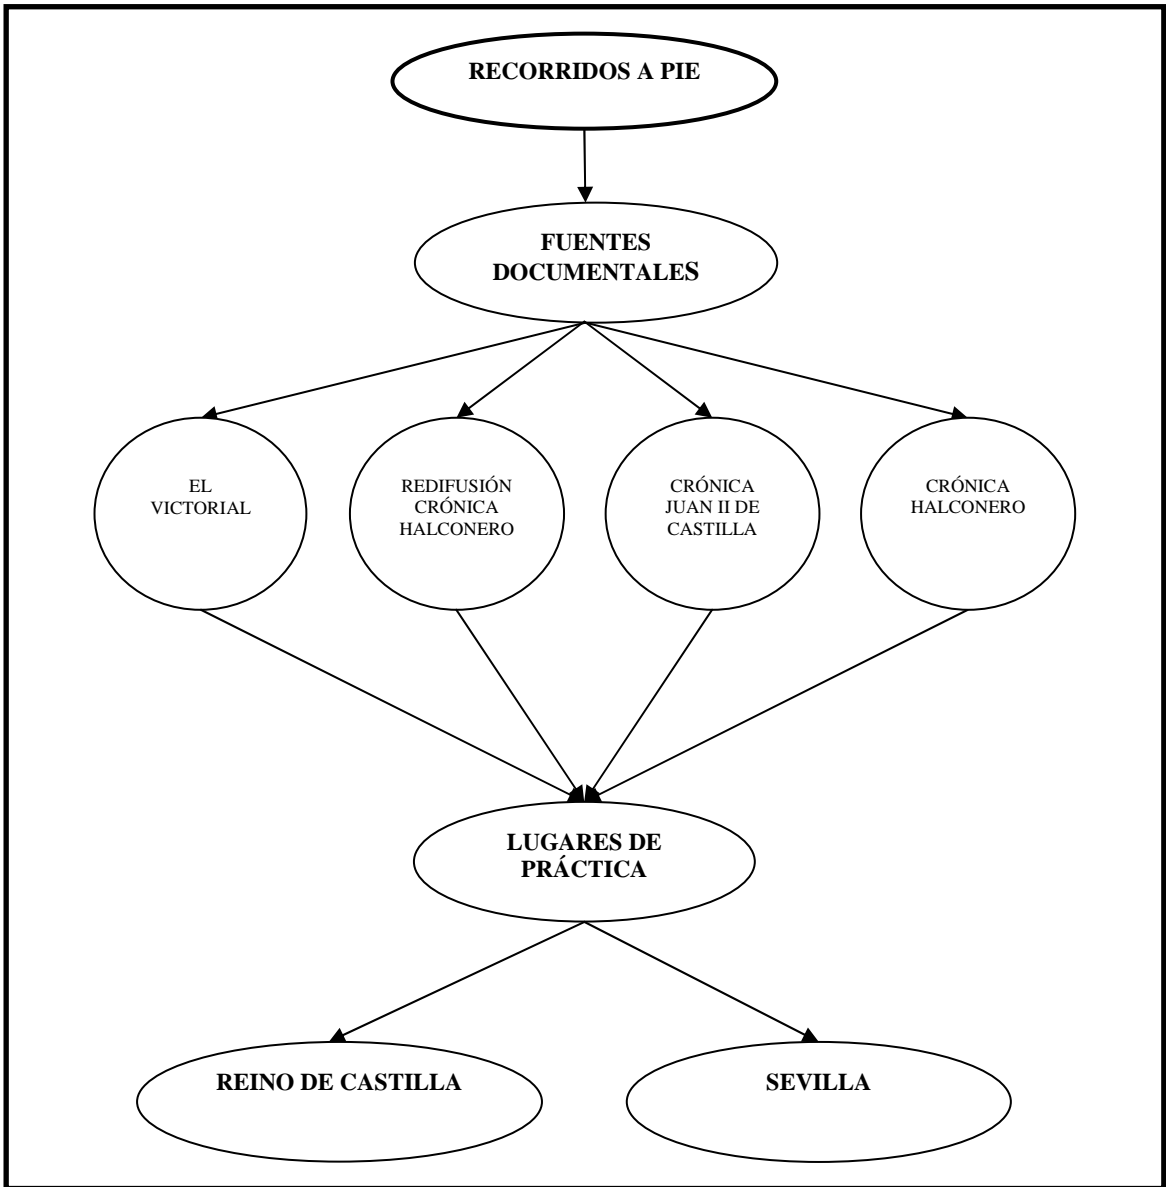 RECORRIDOS A PIE
FUENTES
DOCUMENTALES
EL
VICTORIAL
REDIFUSIÓN
CRÓNICA
HALCONERO
CRÓNICA
JUAN II DE
CASTILLA
CRÓNICA
HALCONERO
LUGARES DE
PRÁCTICA
REINO DE CASTILLA
SEVILLA